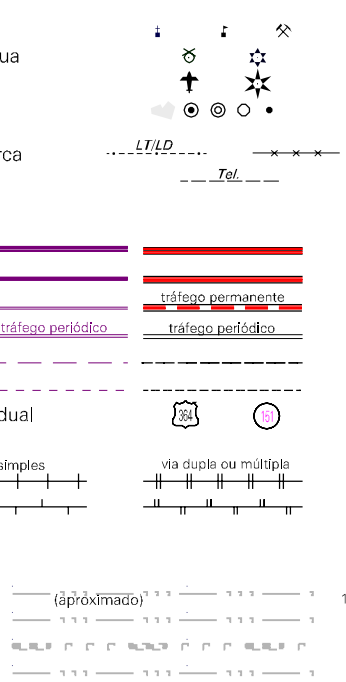 ua
rca
LT/LD
Tel.
tráfego permanente
tráfego periódico tráfego periódico
dual
364 151
simples via dupla ou múltipla
(aproximado) 1